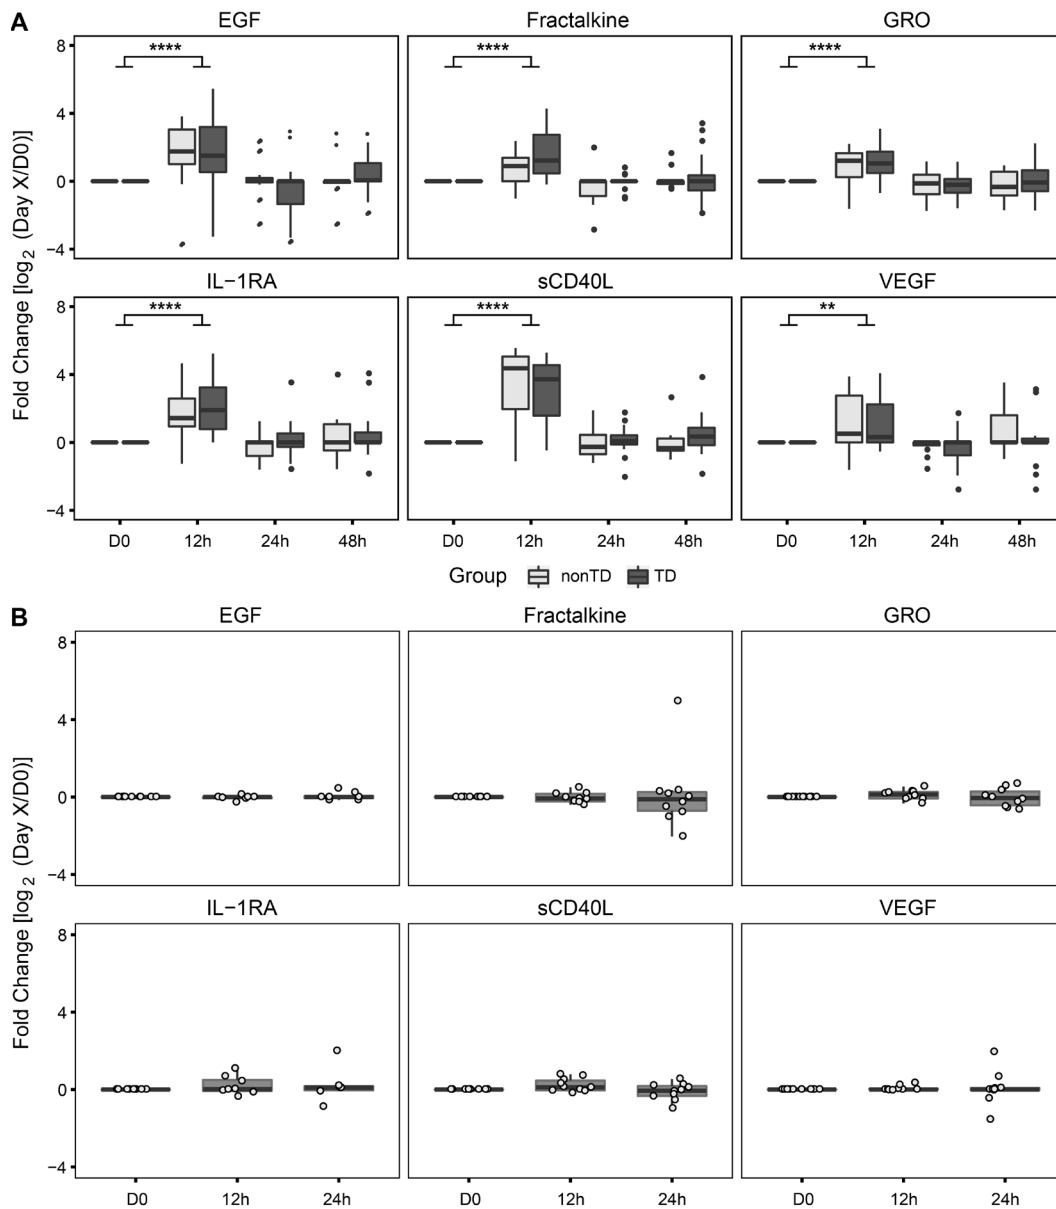 A
EGF
Fractalkine
GRO
8
4
0
−4
****
****
****
IL−1RA
sCD40L
VEGF
8
4
0
−4
****
****
**
Fold Change [log2 (Day X/D0)]
D0 12h 24h 48h
D0 12h 24h 48h
D0 12h 24h 48h
Group nonTD TD
B
EGF
Fractalkine
GRO
8
4
0
−4
IL−1RA
sCD40L
VEGF
8
4
0
−4
Fold Change [log2 (Day X/D0)]
D0 12h 24h
D0 12h 24h
D0 12h 24h